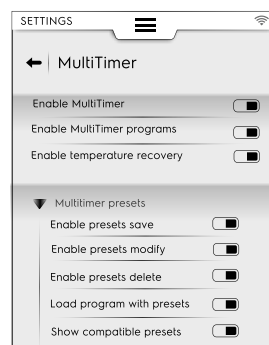 SETTINGS
MultiTimer
Enable MultiTimer
Enable MultiTimer programs
Enable temperature recovery
Multitimer presets
Enable presets save
Enable presets modify
Enable presets delete
Load program with presets
Show compatible presets